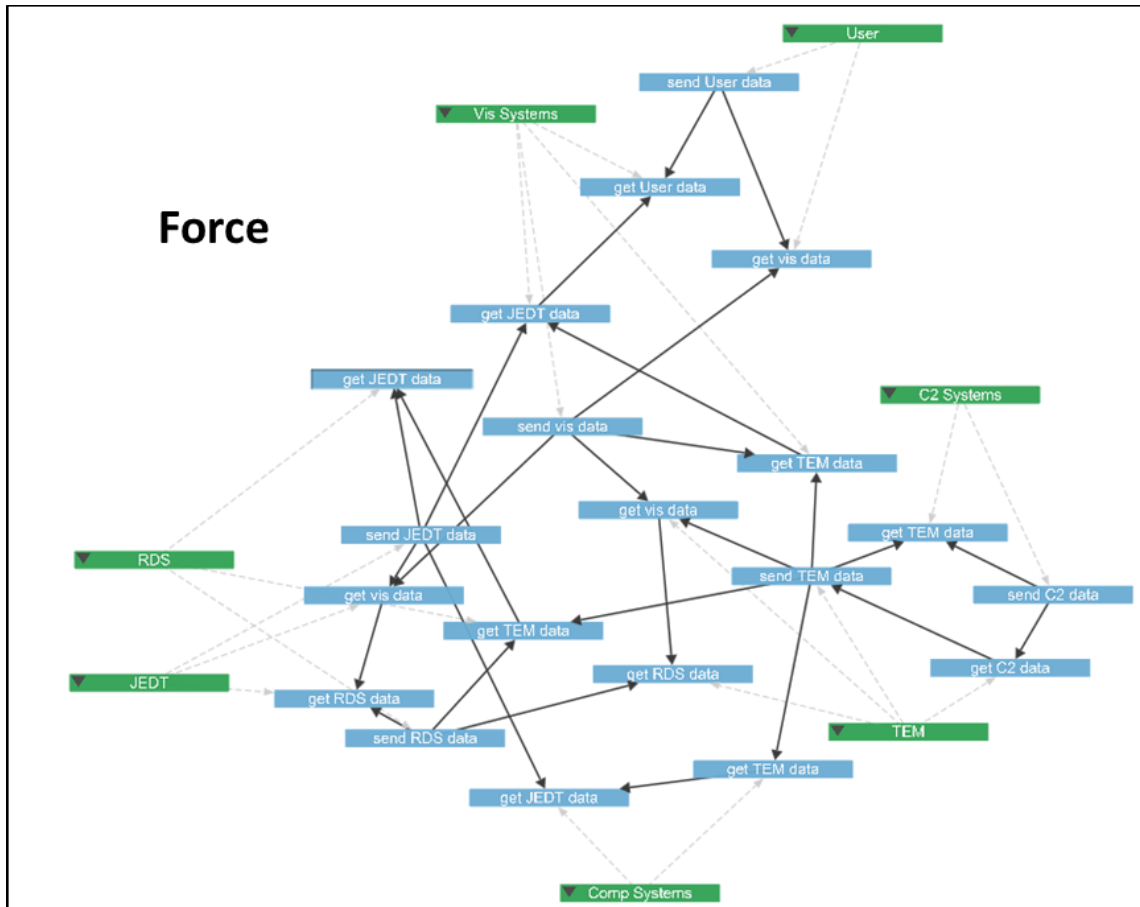 User
send User data
Vis Systems
get User data
Force
get vis data
get JEDT data
get JEDT data
C2 Systems
send vis data
get TEM data
get vis data
get TEM data
send JEDT data
RDS
send TEM data
get vis data
send C2 data
get TEM data
get C2 data
get RDS data
JEDT
get RDS data
TEM
send RDS data
get TEM data
get JEDT data
Comp Systems